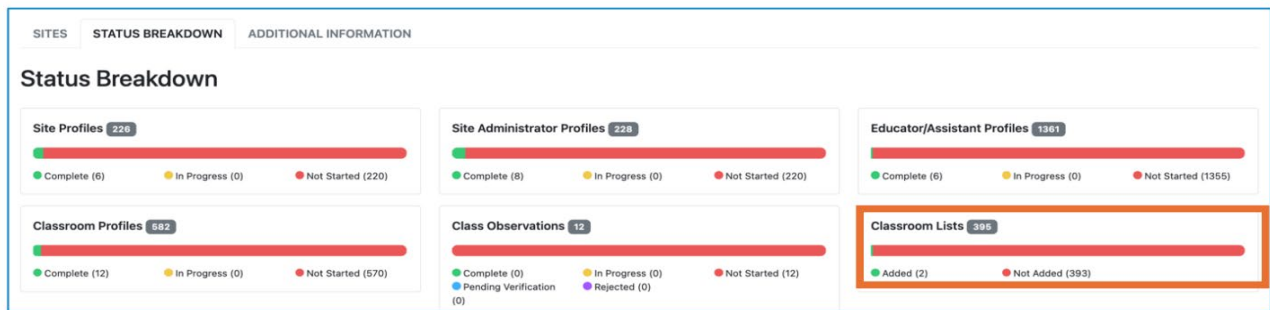 SITES STATUS BREAKDOWN ADDITIONAL INFORMATION
Status Breakdown
Site Profiles 226
Complete (6) In Progress (0) Not Started (220)
Site Administrator Profiles 228
Complete (8) In Progress (0) Not Started (220)
Educator/Assistant Profiles 1361
Complete (6) In Progress (0) Not Started (1355)
Classroom Profiles 582
Complete (12) In Progress (0) Not Started (570)
Class Observations 12
Complete (0) In Progress (0) Not Started (12)
Pending Verification (0) Rejected (0)
Classroom Lists 395
Added (2) Not Added (393)